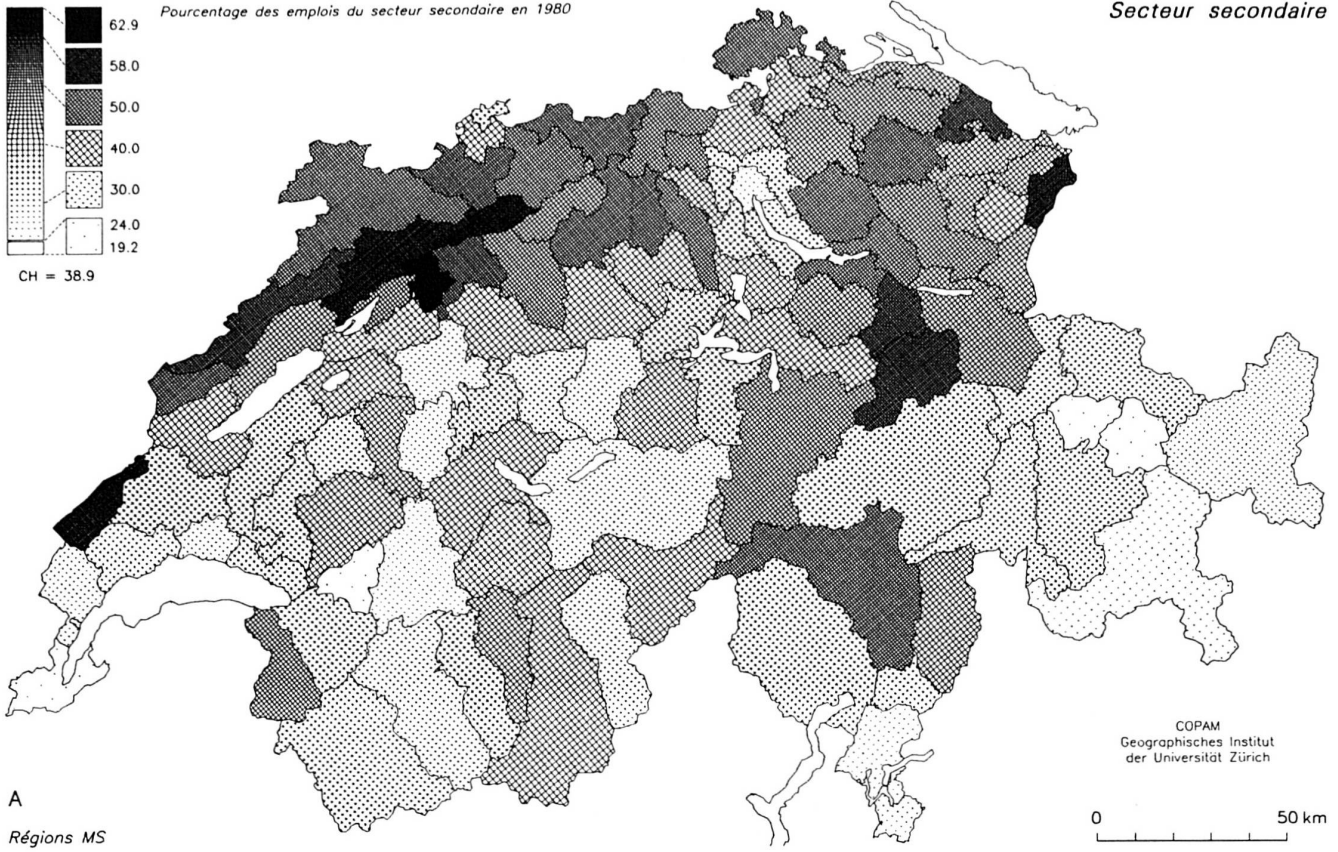 Pourcentage des emplois du secteur secondaire en 1980
Secteur secondaire
62.9
58.0
50.0
40.0
30.0
24.0
19.2
CH = 38.9
COPAM
Geographisches Institut
der Universität Zürich
A
0 50 km
Régions MS